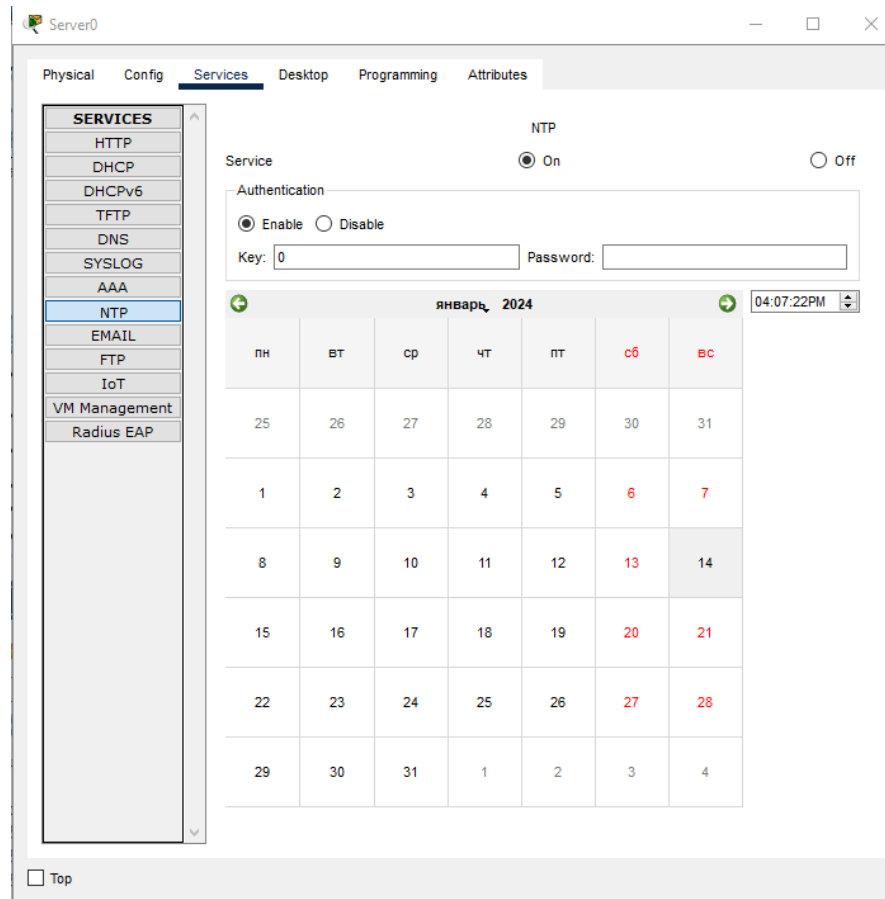 Server0
Physical Config Services Desktop Programming Attributes
SERVICES
HTTP
DHCP
DHCPv6
TFTP
DNS
SYSLOG
AAA
NTP
EMAIL
FTP
IoT
VM Management
Radius EAP
NTP
Service On Off
Authentication
Enable Disable
Key: 0 Password:
январь 2024 04:07:22PM
пн вт ср чт пт сб вс
25 26 27 28 29 30 31
1 2 3 4 5 6 7
8 9 10 11 12 13 14
15 16 17 18 19 20 21
22 23 24 25 26 27 28
29 30 31 1 2 3 4
Top